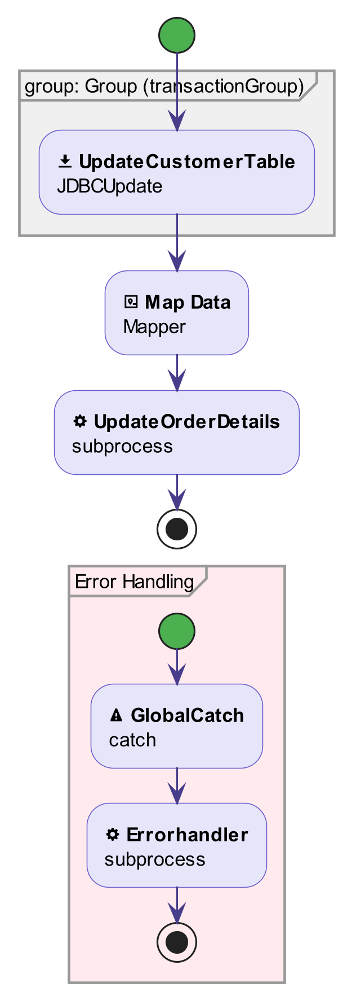 group: Group (transactionGroup)
UpdateCustomerTable
JDBCUpdate
Map Data
Mapper
UpdateOrderDetails
subprocess
Error Handling
GlobalCatch
catch
Errorhandler
subprocess